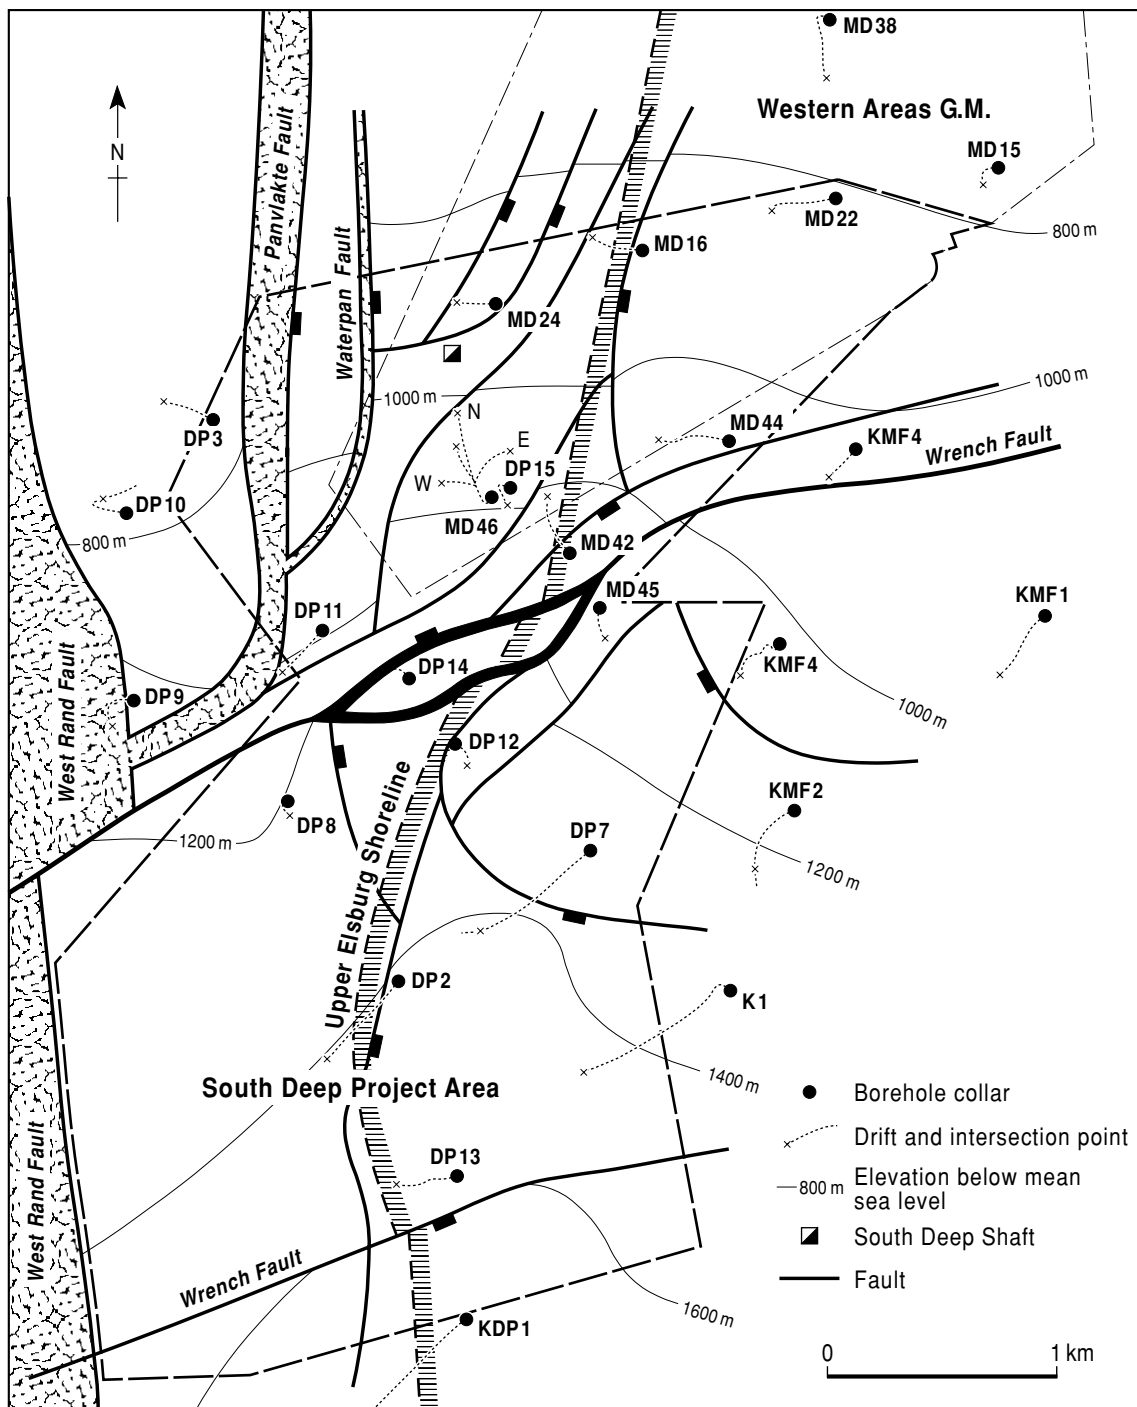 MD38
Western Areas G.M.
N
MD15
Panvlakte Fault
MD22
800 m
MD16
Waterpan Fault
MD24
1000 m
1000 m
N
DP3
MD44
KMF4
E
Wrench Fault
DP15
W
DP10
MD46
800 m
MD42
MD45
KMF1
DP11
KMF4
DP14
West Rand Fault
DP9
1000 m
DP12
KMF2
DP8
1200 m
DP7
Upper Elsburg Shoreline
1200 m
DP2
K1
1400 m
South Deep Project Area
Borehole collar
Drift and intersection point
DP13
800 m
Elevation below mean
sea level
West Rand Fault
South Deep Shaft
Wrench Fault
Fault
1600 m
KDP1
0
1 km